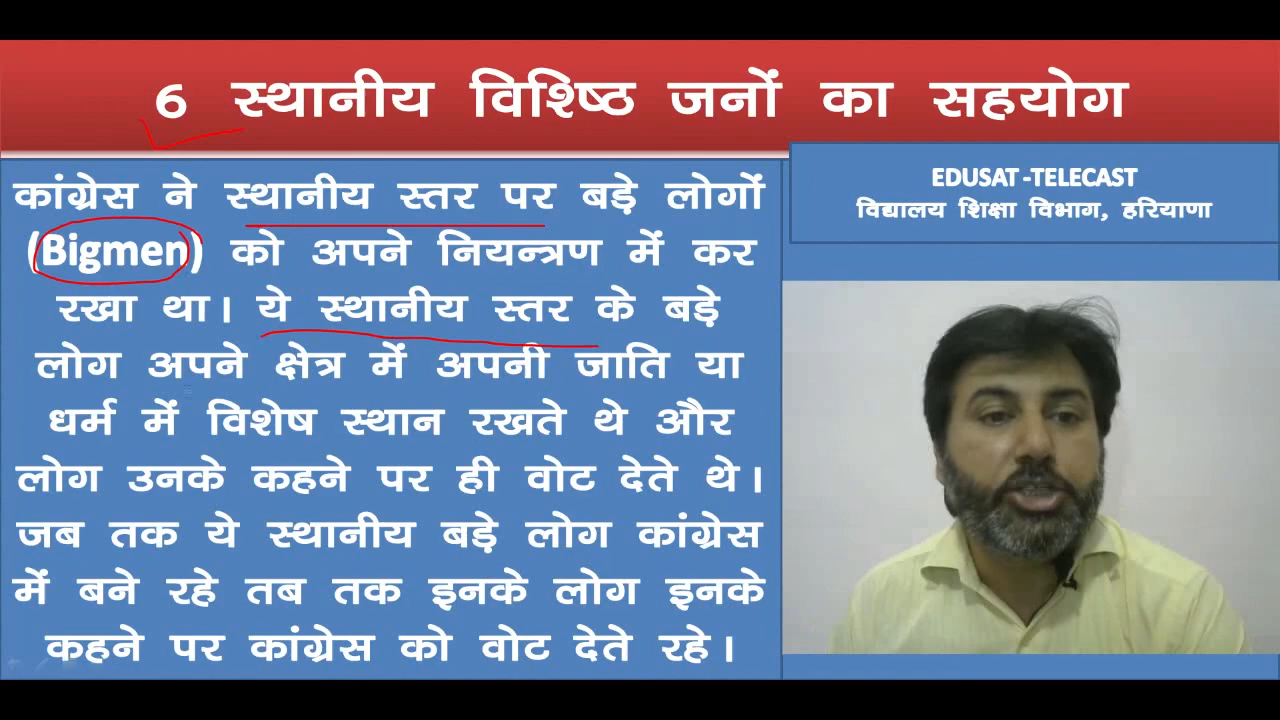 6 स्थानीय विशिष्ठ जनों का सहयोग
कांग्रेस ने स्थानीय स्तर पर बड़े लोगों
(Bigmen) को अपने नियन्त्रण में कर
रखा था। ये स्थानीय स्तर के बड़े
लोग अपने क्षेत्र में अपनी जाति या
धर्म में विशेष स्थान रखते थे और
लोग उनके कहने पर ही वोट देते थे।
जब तक ये स्थानीय बड़े लोग कांग्रेस
में बने रहे तब तक इनके लोग इनके
कहने पर कांग्रेस को वोट देते रहे।
EDUSAT-TELECAST
विद्यालय शिक्षा विभाग, हरियाणा